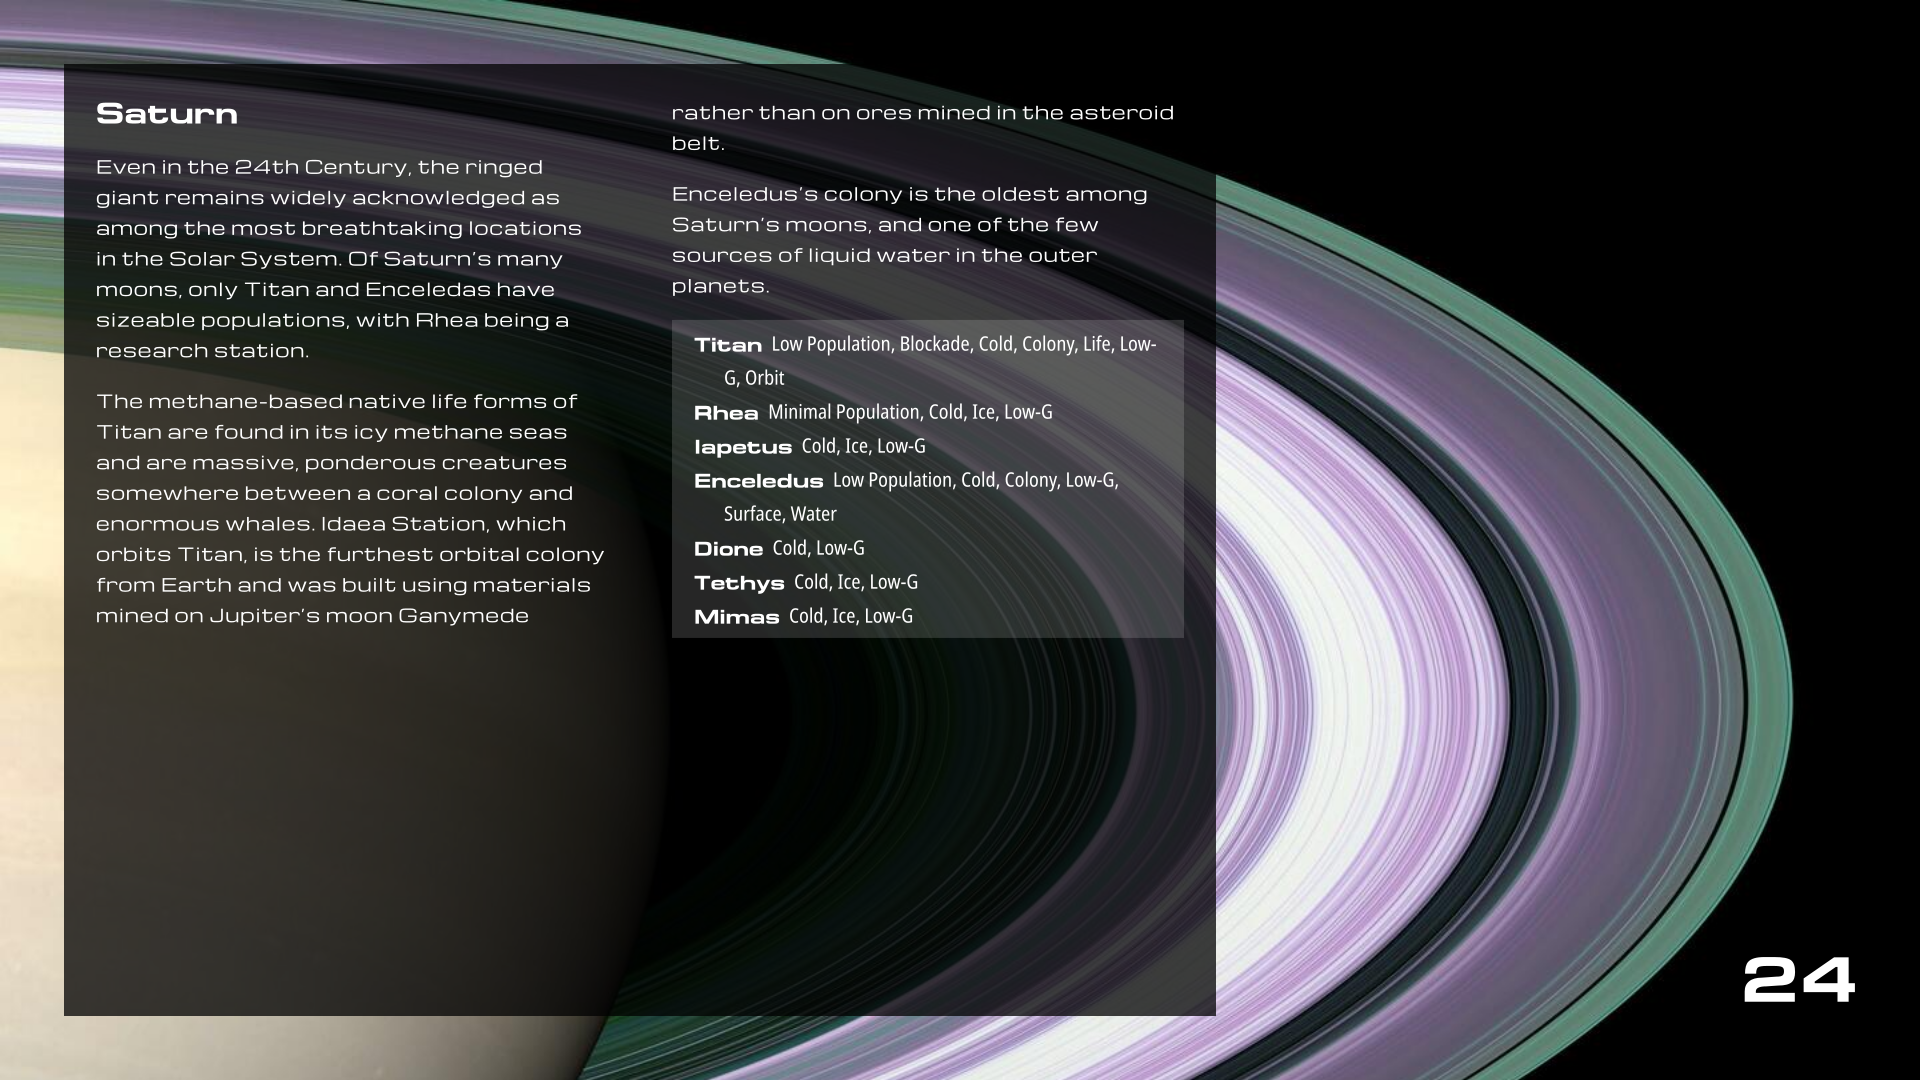 Saturn
Even in the 24th Century, the ringed
giant remains widely acknowledged as
among the most breathtaking locations
in the Solar System. Of Saturn's many
moons, only Titan and Enceledas have
sizeable populations, with Rhea being a
research station.
The methane-based native life forms of
Titan are found in its icy methane seas
and are massive, ponderous creatures
somewhere between a coral colony and
enormous whales. Idaea Station, which
orbits Titan, is the furthest orbital colony
from Earth and was built using materials
mined on Jupiter's moon Ganymede
rather than on ores mined in the asteroid
belt.
Enceledus's colony is the oldest among
Saturn's moons, and one of the few
sources of liquid water in the outer
planets.
Titan Low Population, Blockade, Cold, Colony, Life, Low-
G, Orbit
Rhea Minimal Population, Cold, Ice, Low-G
Iapetus Cold, Ice, Low-G
Enceledus Low Population, Cold, Colony, Low-G,
Surface, Water
Dione Cold, Low-G
Tethys Cold, Ice, Low-G
Mimas Cold, Ice, Low-G
24